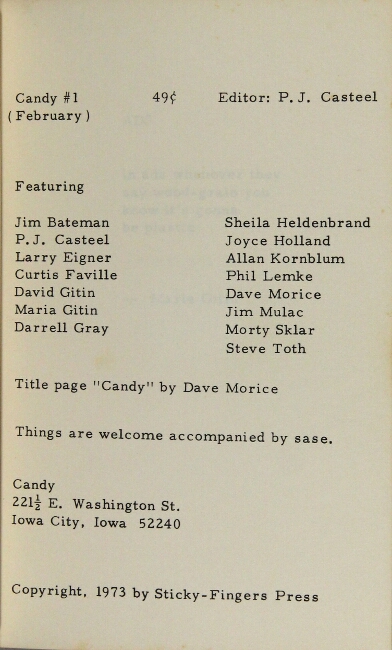 Candy #1 49¢ Editor: P.J. Casteel
(February)
Featuring
Jim Bateman
P.J. Casteel
Larry Eigner
Curtis Faville
David Gitin
Maria Gitin
Darrell Gray
Sheila Heldenbrand
Joyce Holland
Allan Kornblum
Phil Lemke
Dave Morice
Jim Mulac
Morty Sklar
Steve Toth
Title page "Candy" by Dave Morice
Things are welcome accompanied by sase.
Candy
221½ E. Washington St.
Iowa City, Iowa 52240
Copyright, 1973 by Sticky-Fingers Press